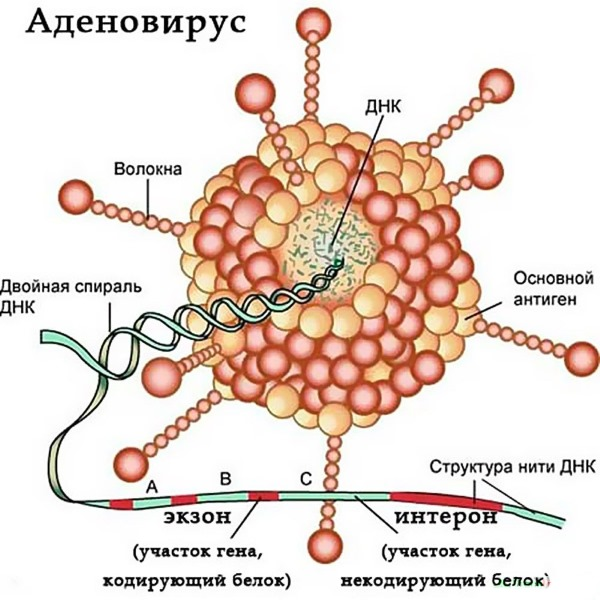 Аденовирус
ДНК
Волокна
Двойная спираль
ДНК
Основной
антиген
Структура нити ДНК
A
B
C
экзон
интерон
(участок гена,
кодирующий белок)
(участок гена,
некодирующий белок)